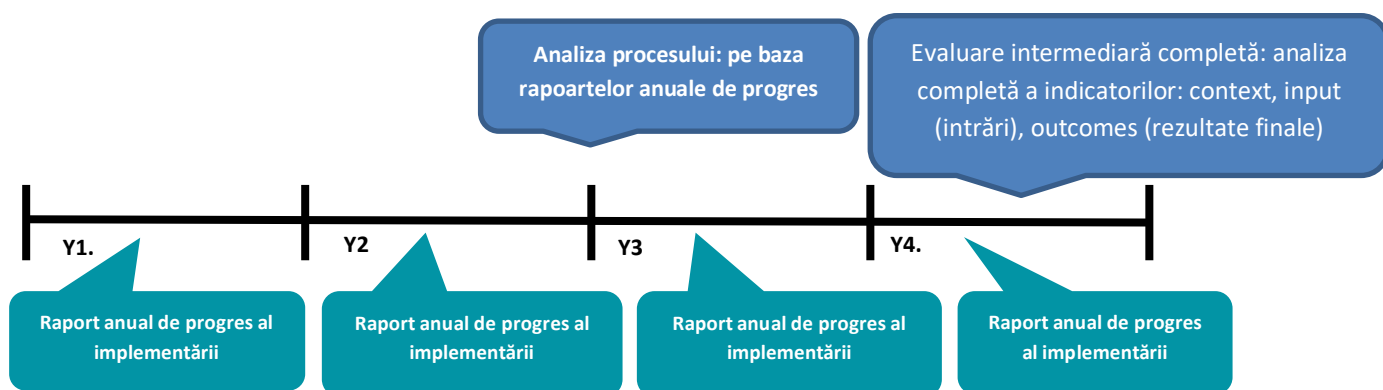 Analiza procesului: pe baza
rapoartelor anuale de progres
Evaluare intermediară completă: analiza
completă a indicatorilor: context, input
(intrări), outcomes (rezultate finale)
Y1.
Y2
Y3
Y4.
Raport anual de progres al
implementării
Raport anual de progres al
implementării
Raport anual de progres al
implementării
Raport anual de progres
al implementării